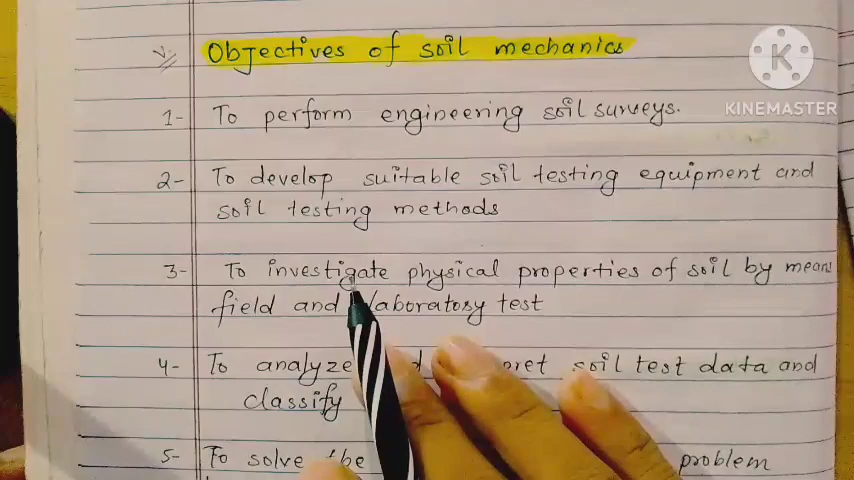 V.
Objectives of soil mechanics
K
KINEMASTER
1- To perform engineering soil surveys.
2- To develop suitable soil testing equipment and
soil testing methods
3- To investigate physical properties of soil by means
field and laboratory test
4- To analyze soil test data and
classify
5- To solve the problem